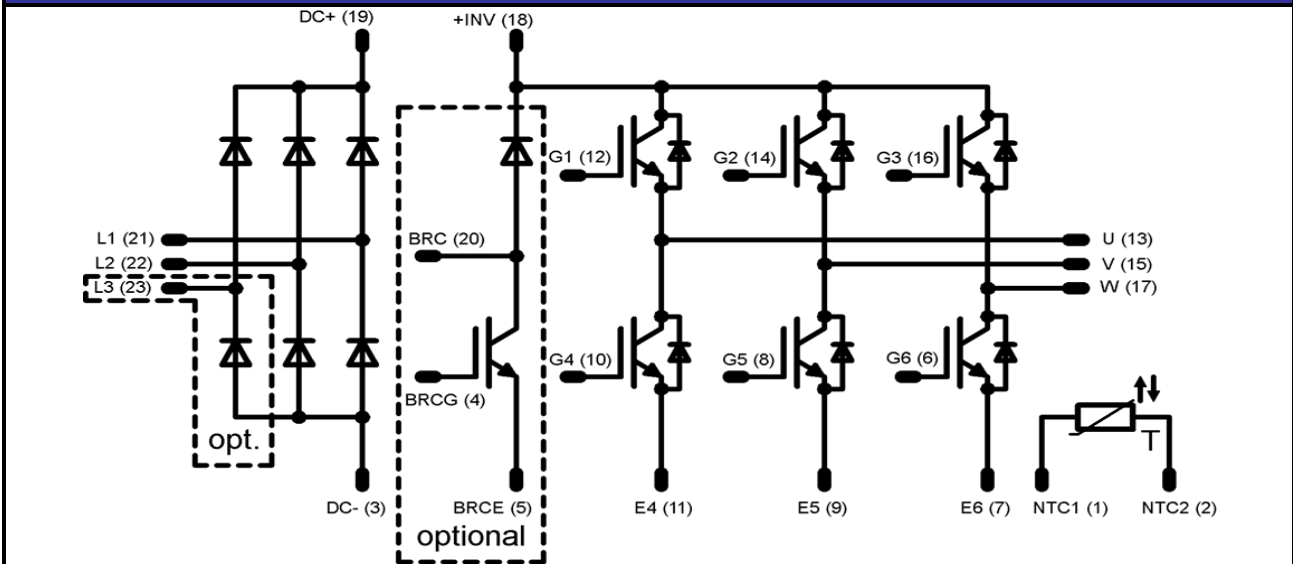 DC+ (19)
+INV (18)
G1 (12)
G2 (14)
G3 (16)
L1 (21)
L2 (22)
L3 (23)
BRC (20)
U (13)
V (15)
W (17)
G4 (10)
G5 (8)
G6 (6)
BRCG (4)
opt.
T
DC- (3)
BRCE (5)
E4 (11)
E5 (9)
E6 (7)
NTC1 (1)
NTC2 (2)
optional